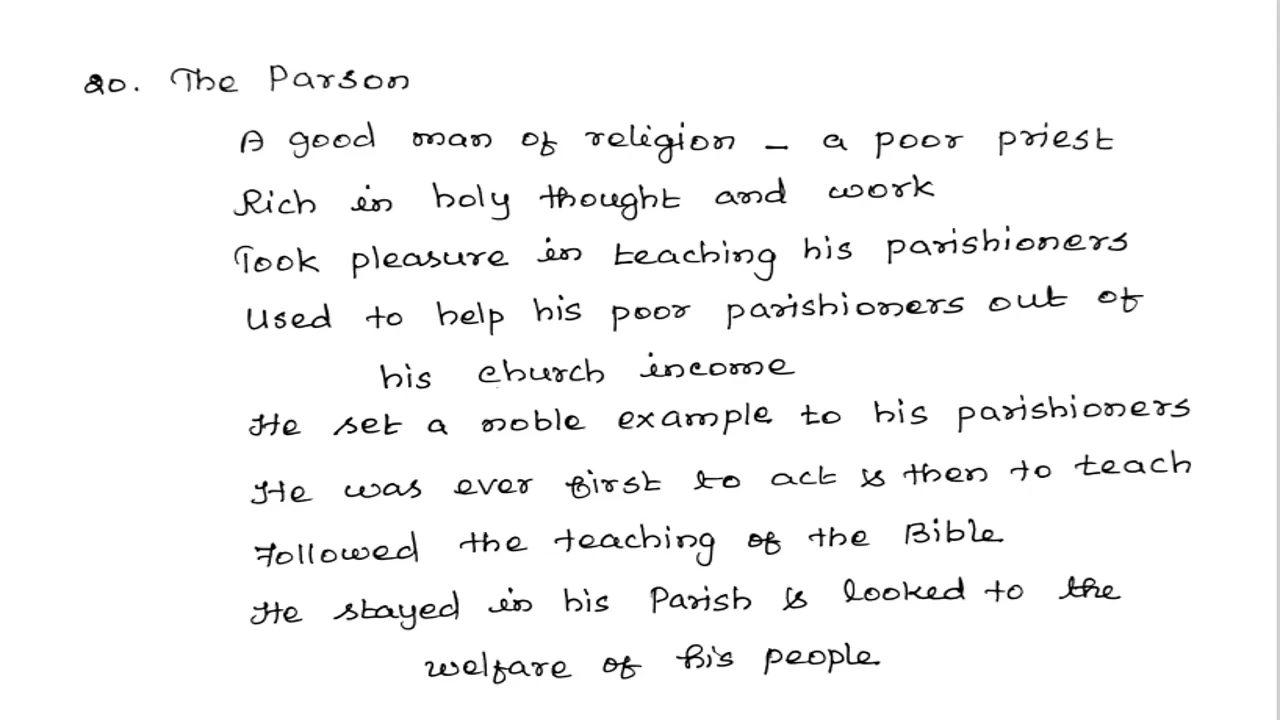 20. The Parson
A good man of religion - a poor priest
Rich in holy thought and work
Took pleasure in teaching his parishioners
Used to help his poor parishioners out of
his church income
He set a noble example to his parishioners
He was ever first to act & then to teach
Followed the teaching of the Bible
He stayed in his Parish & looked to the
welfare of his people